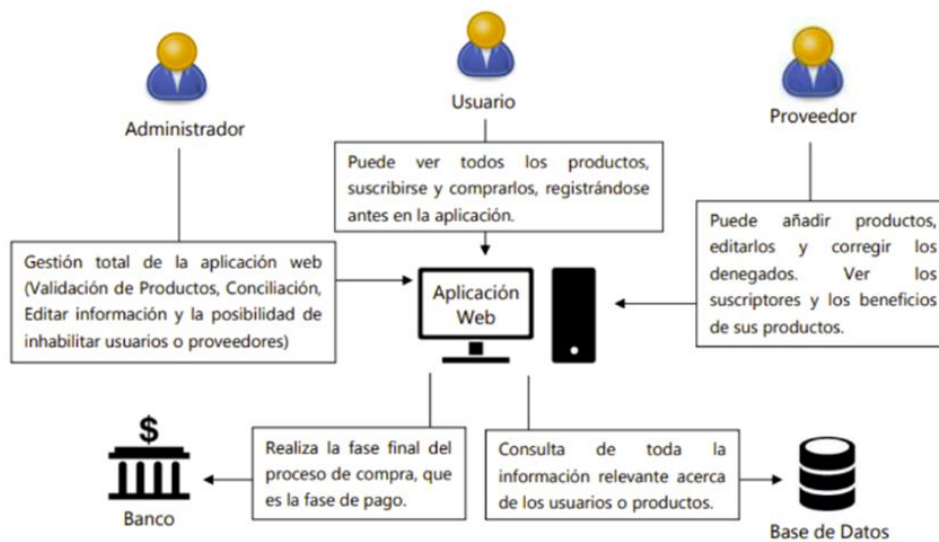 Administrador
Usuario
Proveedor
Puede ver todos los productos,
suscribirse y comprarlos, registrándose
antes en la aplicación.
Puede añadir productos,
editarlos y corregir los
denegados. Ver los
suscriptores y los beneficios
de sus productos.
Gestión total de la aplicación web
(Validación de Productos, Conciliación,
Editar información y la posibilidad de
inhabilitar usuarios o proveedores)
Aplicación
Web
$
Banco
Realiza la fase final del
proceso de compra, que
es la fase de pago.
Consulta de toda la
información relevante acerca
de los usuarios o productos.
Base de Datos